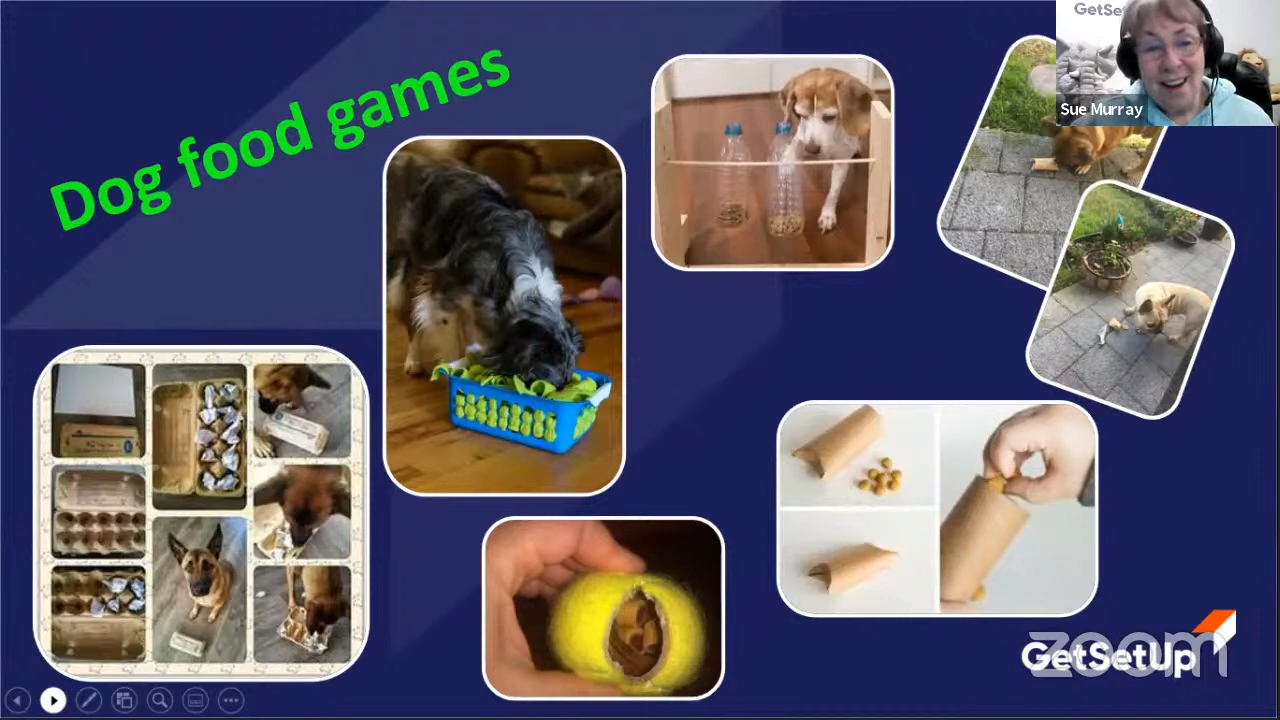 Dog food games
GetSe
Sue Murray
zoom
GetSetUp